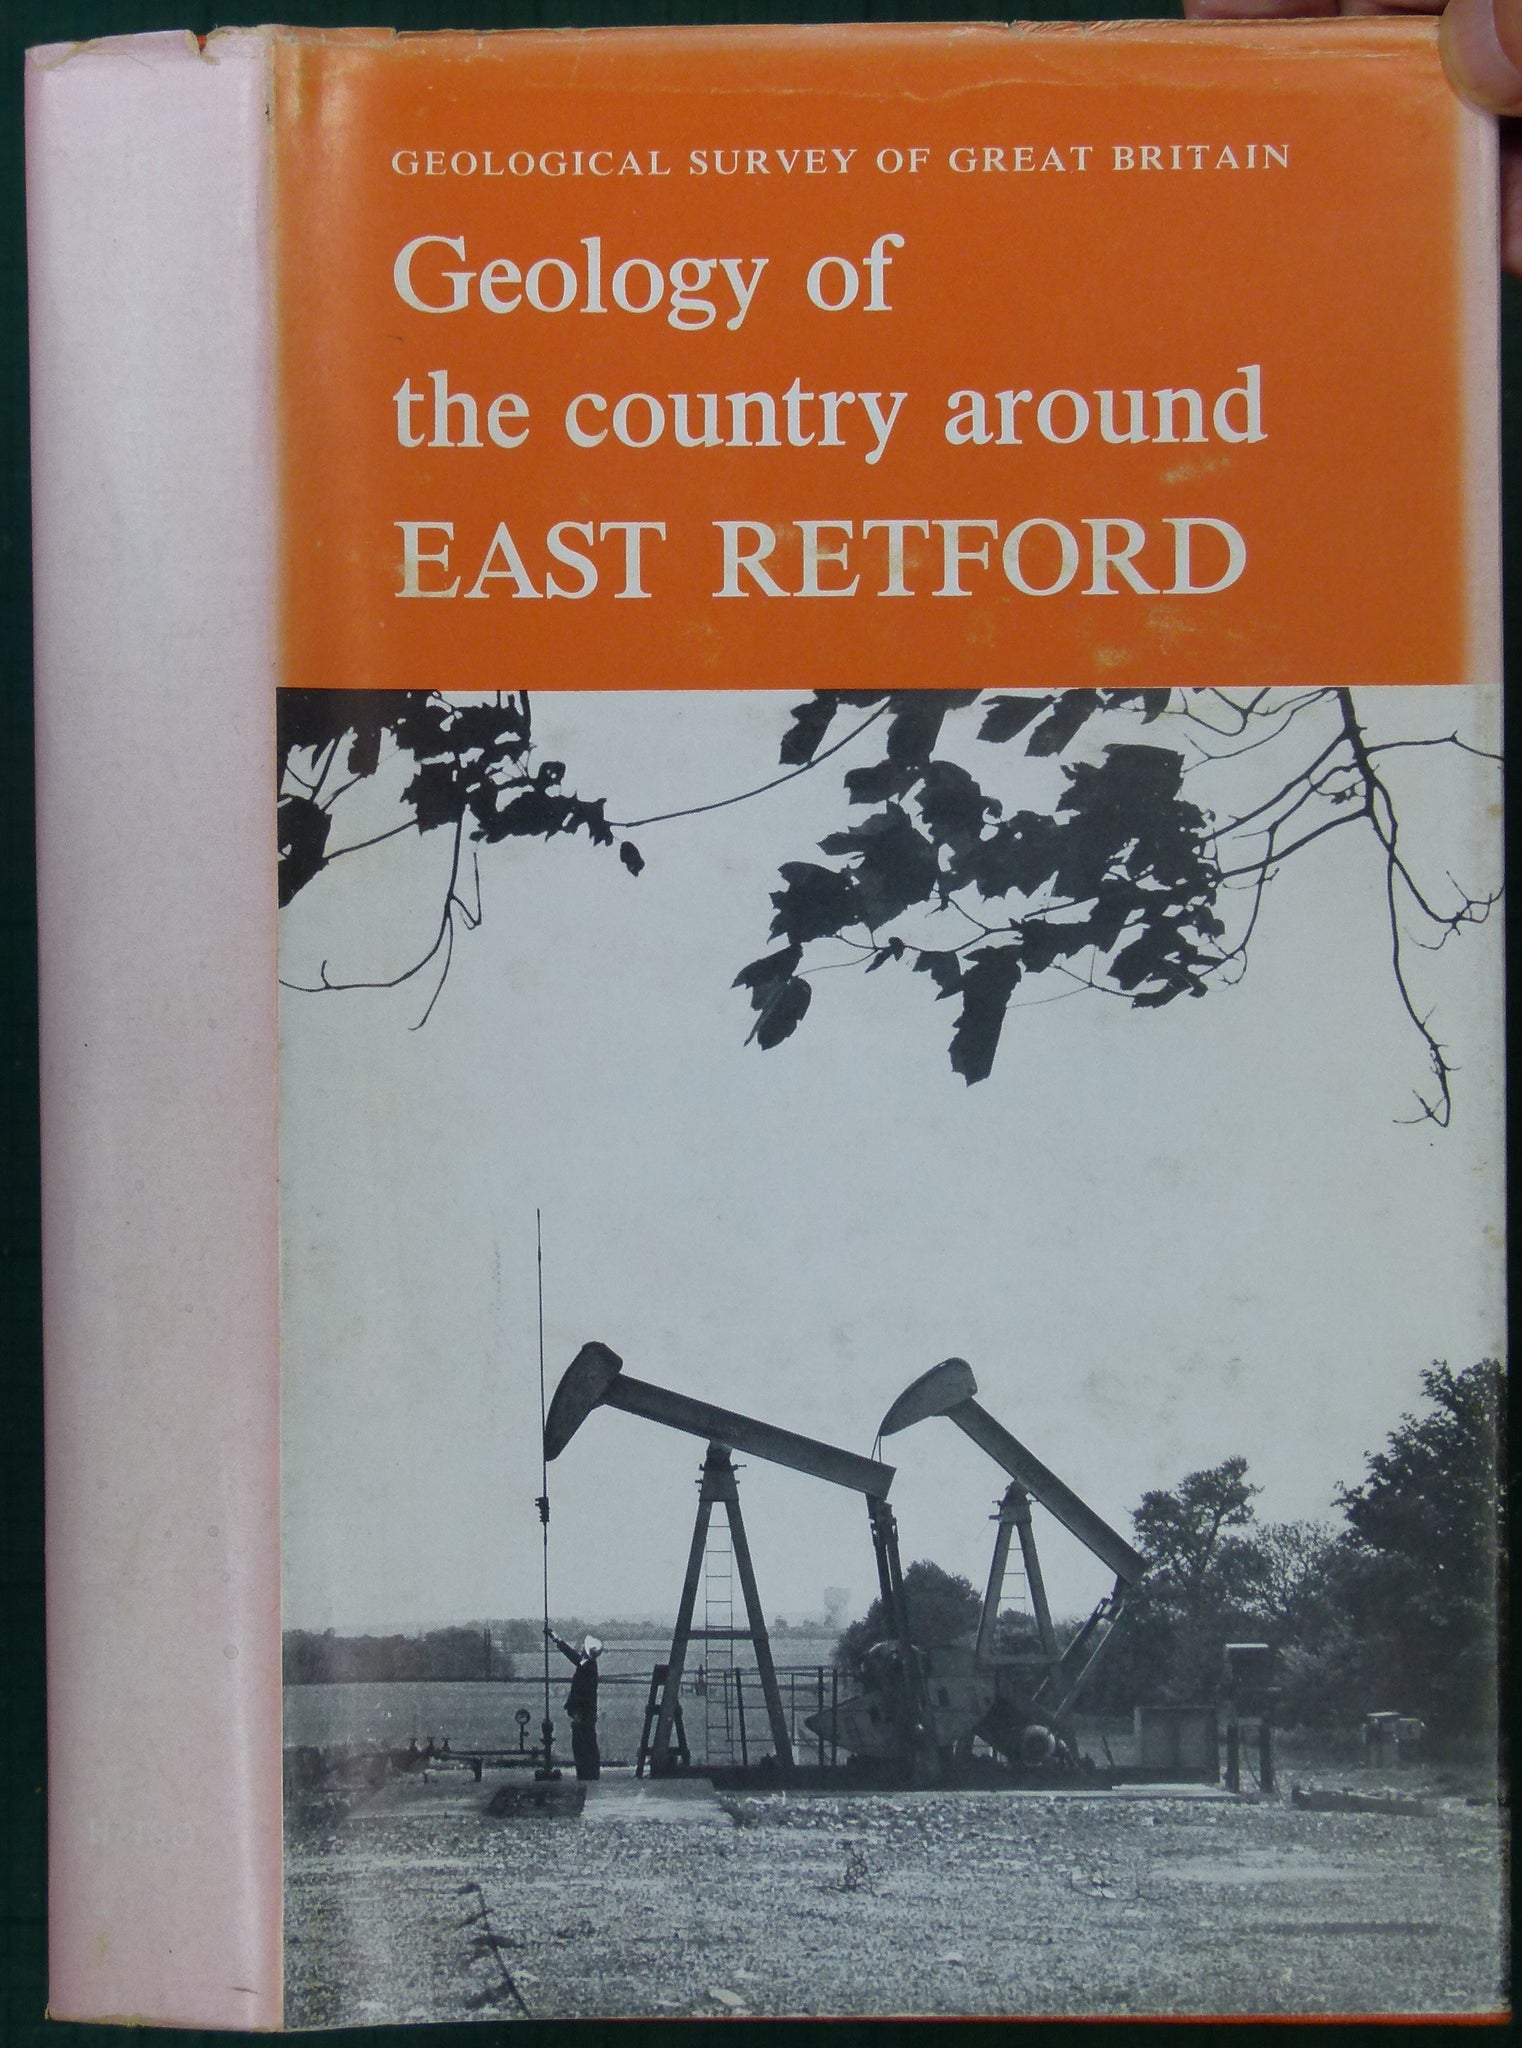 GEOLOGICAL SURVEY OF GREAT BRITAIN
Geology of
the country around
EAST RETFORD